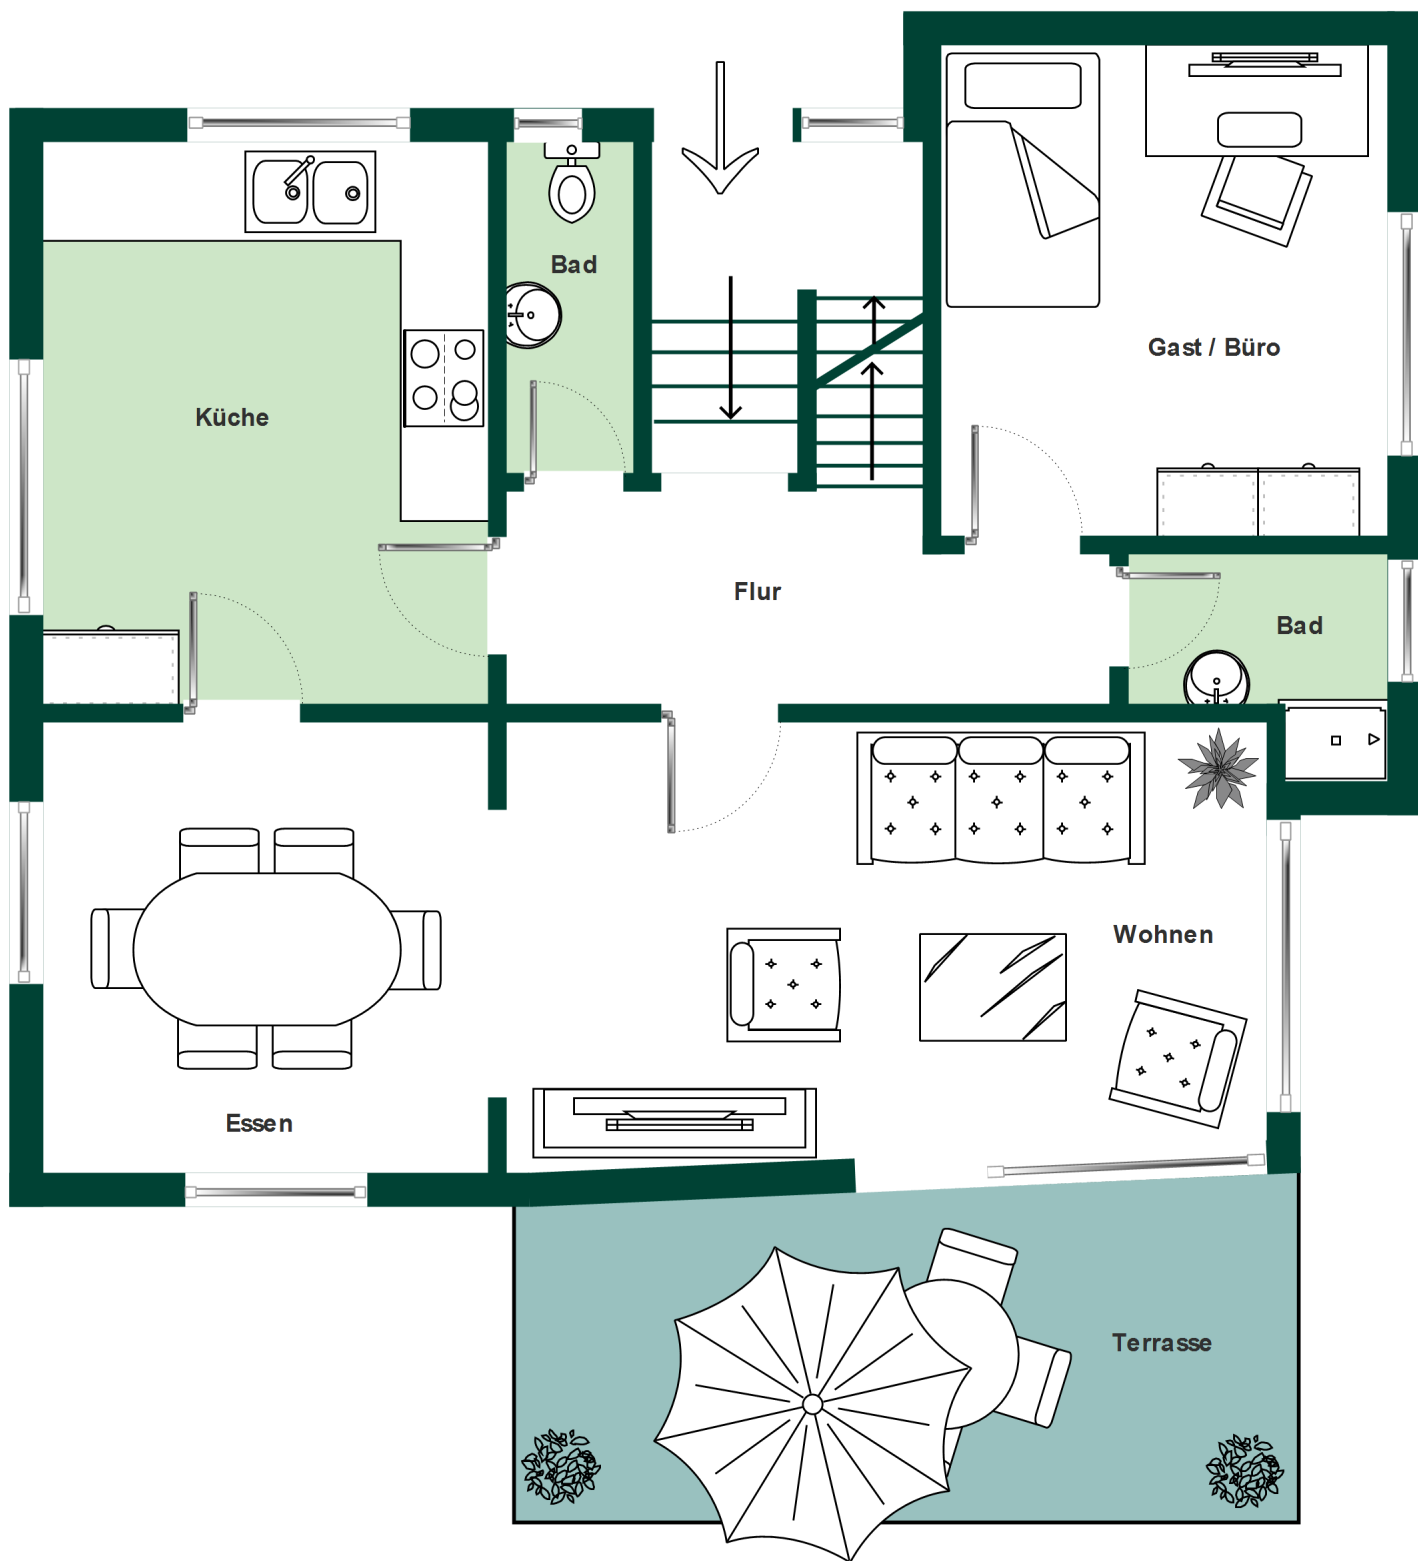 Bad
Gast / Büro
Küche
Flur
Bad
Wohnen
Essen
Terrasse